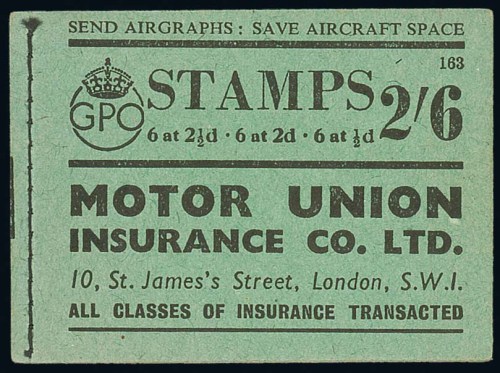 SEND AIRGRAPHS : SAVE AIRCRAFT SPACE
163
GPO
STAMPS 2/6
6 at 2½d · 6 at 2d · 6 at ½d
MOTOR UNION
INSURANCE CO. LTD.
10, St. James's Street, London, S.W.I.
ALL CLASSES OF INSURANCE TRANSACTED